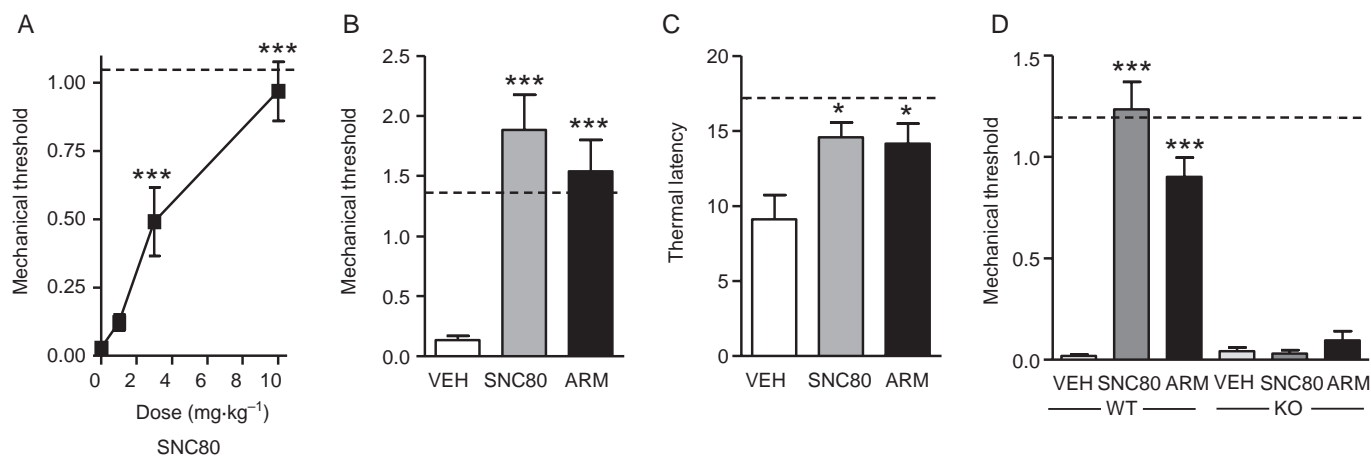 A
Mechanical threshold
1.00
0.75
0.50
0.25
0.00
***
***
0 2 4 6 8 10
Dose (mg·kg⁻¹)
SNC80
B
Mechanical threshold
2.5
2.0
1.5
1.0
0.5
0.0
***
***
VEH SNC80 ARM
C
Thermal latency
20
15
10
5
0
* *
VEH SNC80 ARM
D
Mechanical threshold
1.5
1.0
0.5
0.0
***
***
VEH SNC80 ARM VEH SNC80 ARM
WT KO